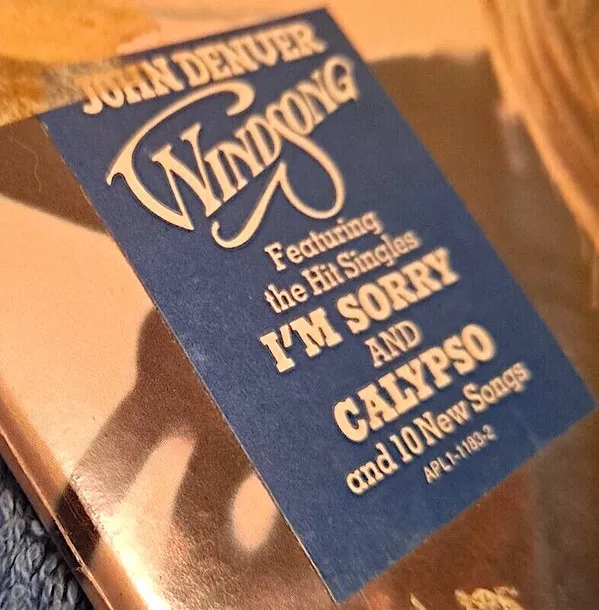 JOHN DENVER
WINDSONG
Featuring
the Hit Singles
I'M SORRY
AND
CALYPSO
and 10 New Songs
APL1-1183-2